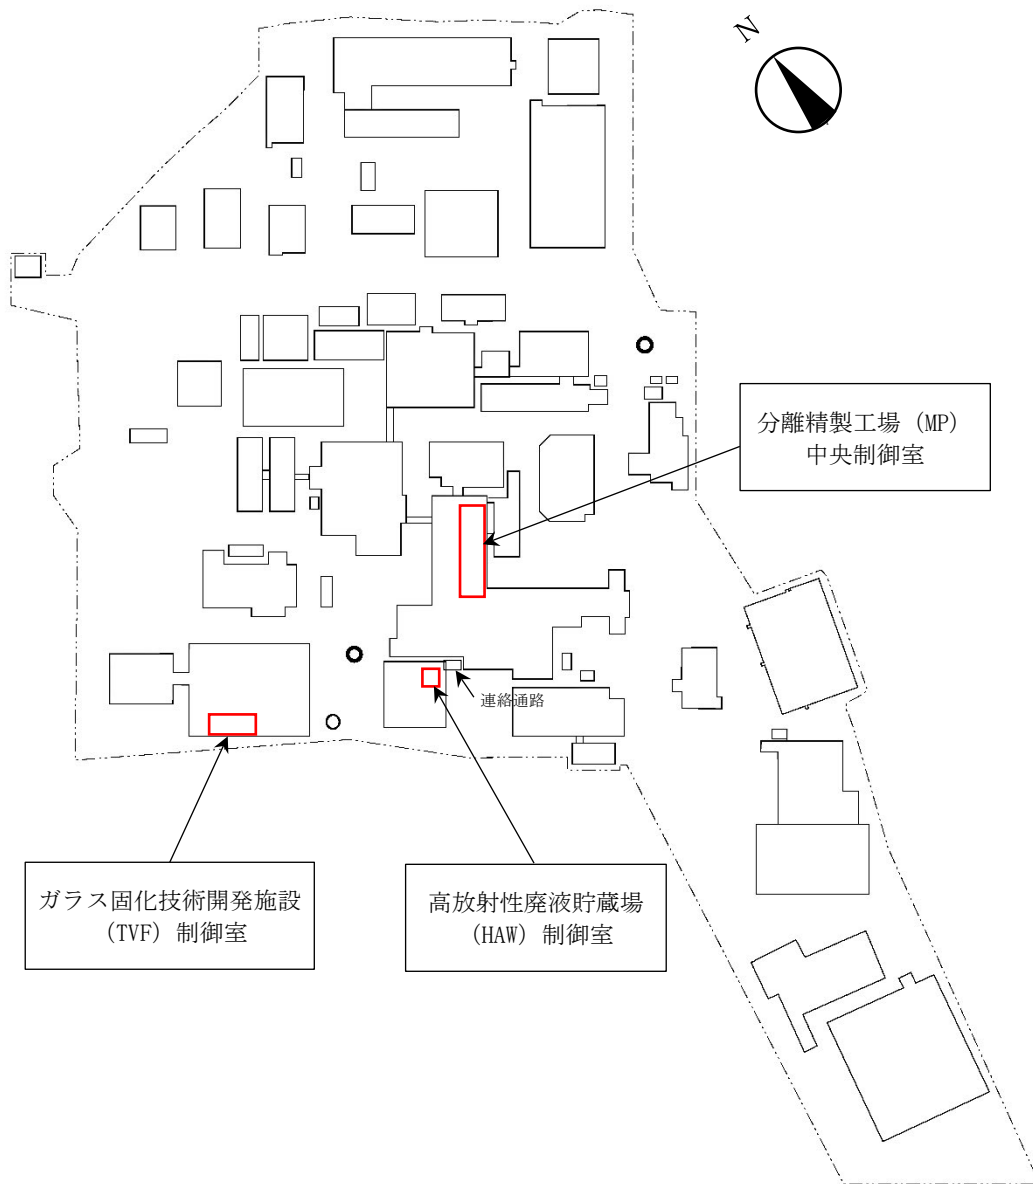 N
分離精製工場 (MP)
中央制御室
連絡通路
ガラス固化技術開発施設
(TVF) 制御室
高放射性廃液貯蔵場
(HAW) 制御室